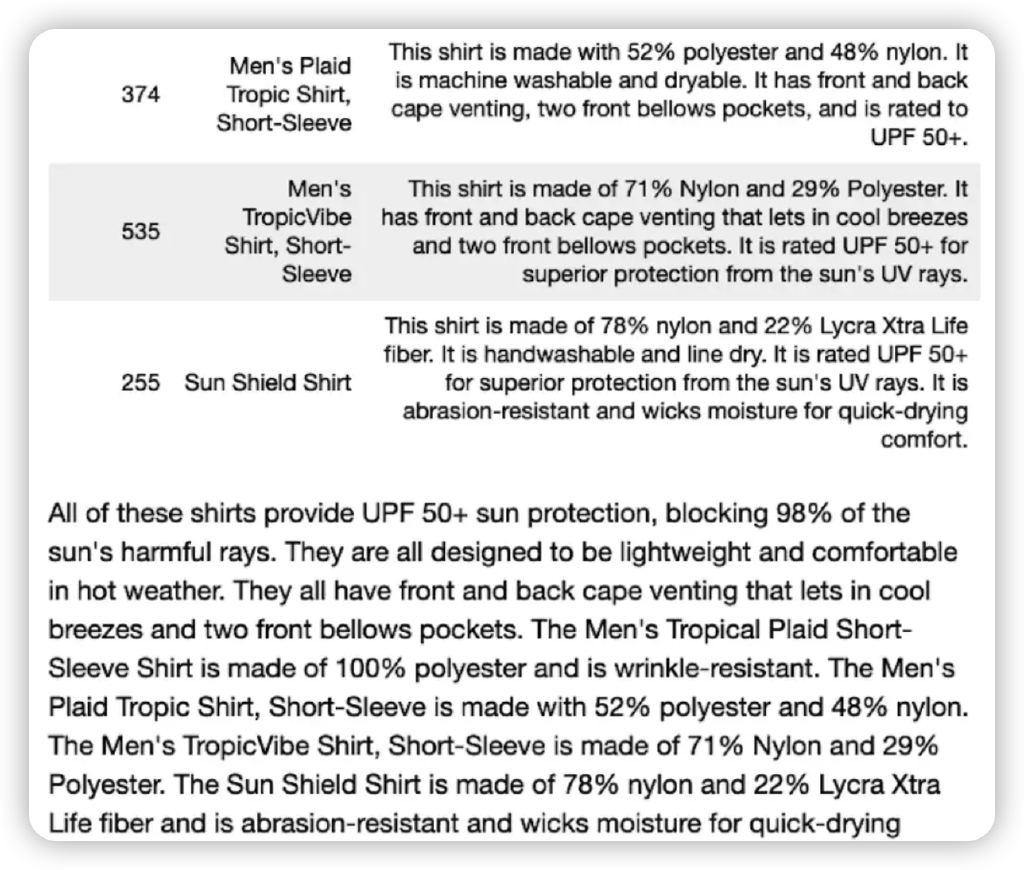 374 Men's Plaid Tropic Shirt, Short-Sleeve This shirt is made with 52% polyester and 48% nylon. It is machine washable and dryable. It has front and back cape venting, two front bellows pockets, and is rated to UPF 50+.
535 Men's TropicVibe Shirt, Short-Sleeve This shirt is made of 71% Nylon and 29% Polyester. It has front and back cape venting that lets in cool breezes and two front bellows pockets. It is rated UPF 50+ for superior protection from the sun's UV rays.
255 Sun Shield Shirt This shirt is made of 78% nylon and 22% Lycra Xtra Life fiber. It is handwashable and line dry. It is rated UPF 50+ for superior protection from the sun's UV rays. It is abrasion-resistant and wicks moisture for quick-drying comfort.
All of these shirts provide UPF 50+ sun protection, blocking 98% of the
sun's harmful rays. They are all designed to be lightweight and comfortable
in hot weather. They all have front and back cape venting that lets in cool
breezes and two front bellows pockets. The Men's Tropical Plaid Short-
Sleeve Shirt is made of 100% polyester and is wrinkle-resistant. The Men's
Plaid Tropic Shirt, Short-Sleeve is made with 52% polyester and 48% nylon.
The Men's TropicVibe Shirt, Short-Sleeve is made of 71% Nylon and 29%
Polyester. The Sun Shield Shirt is made of 78% nylon and 22% Lycra Xtra
Life fiber and is abrasion-resistant and wicks moisture for quick-drying